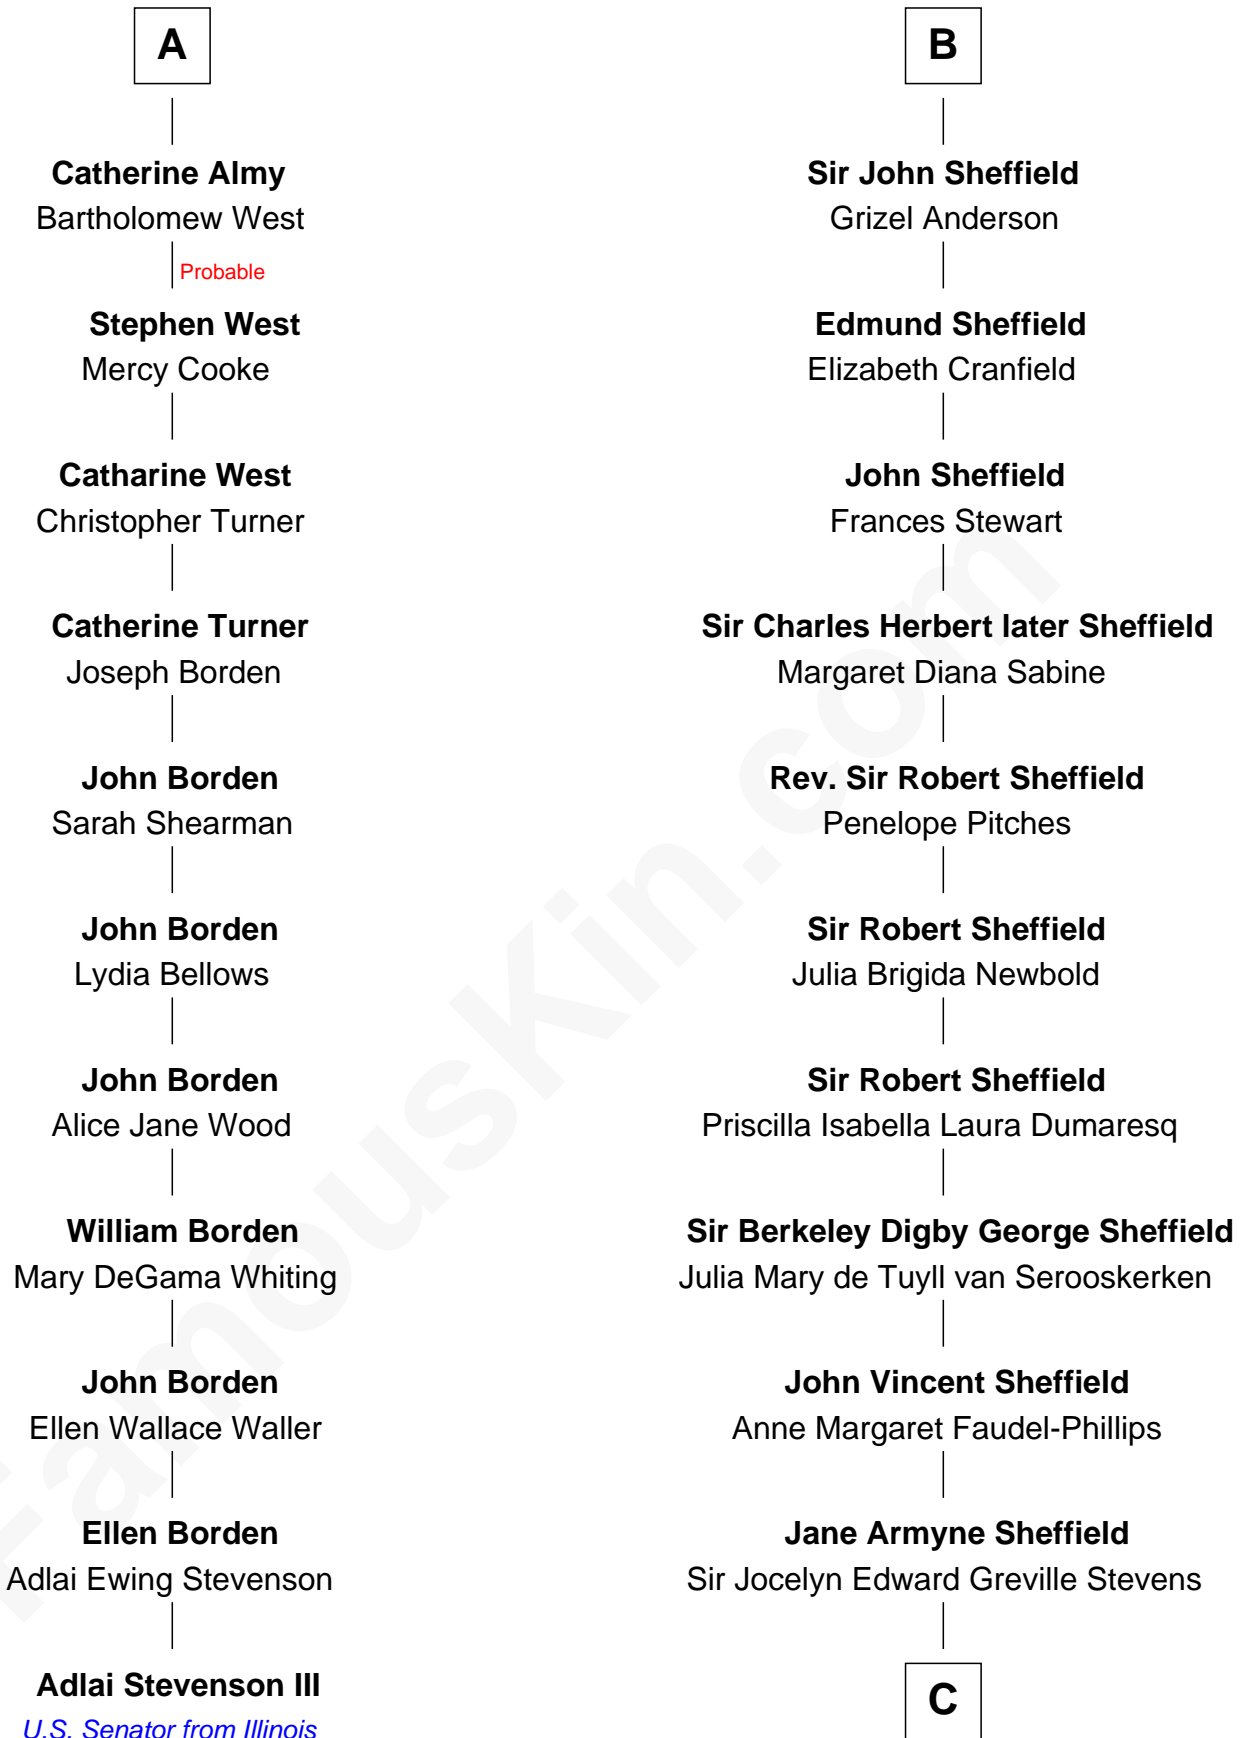 A
Catherine Almy
Bartholomew West
Probable
Stephen West
Mercy Cooke
Catharine West
Christopher Turner
Catherine Turner
Joseph Borden
John Borden
Sarah Shearman
John Borden
Lydia Bellows
John Borden
Alice Jane Wood
William Borden
Mary DeGama Whiting
John Borden
Ellen Wallace Waller
Ellen Borden
Adlai Ewing Stevenson
Adlai Stevenson III
U.S. Senator from Illinois
B
Sir John Sheffield
Grizel Anderson
Edmund Sheffield
Elizabeth Cranfield
John Sheffield
Frances Stewart
Sir Charles Herbert later Sheffield
Margaret Diana Sabine
Rev. Sir Robert Sheffield
Penelope Pitches
Sir Robert Sheffield
Julia Brigida Newbold
Sir Robert Sheffield
Priscilla Isabella Laura Dumaresq
Sir Berkeley Digby George Sheffield
Julia Mary de Tuyll van Serooskerken
John Vincent Sheffield
Anne Margaret Faudel-Phillips
Jane Armyne Sheffield
Sir Jocelyn Edward Greville Stevens
C
FamousKin.com